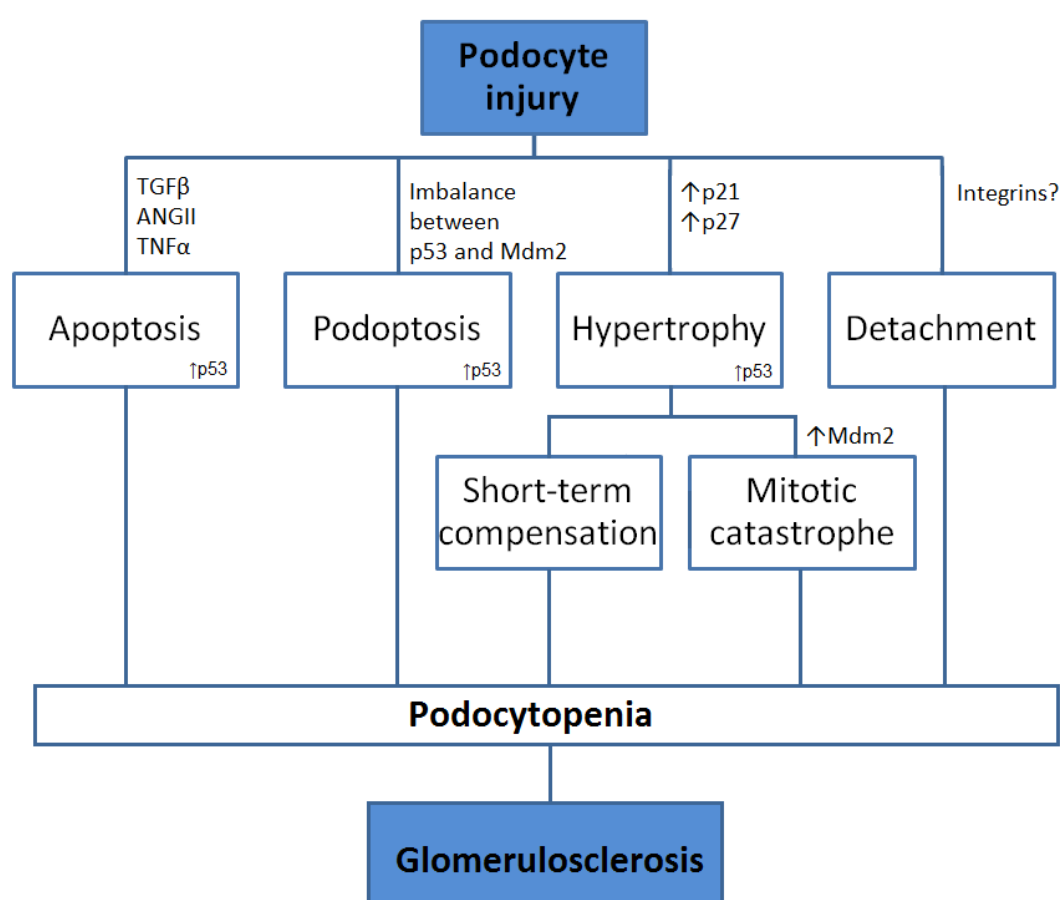 Podocyte
injury
TGFβ
ANGII
TNFα
Imbalance
between
p53 and Mdm2
↑p21
↑p27
Integrins?
Apoptosis
↑p53
Podoptosis
↑p53
Hypertrophy
↑p53
Detachment
↑Mdm2
Short-term
compensation
Mitotic
catastrophe
Podocytopenia
Glomerulosclerosis